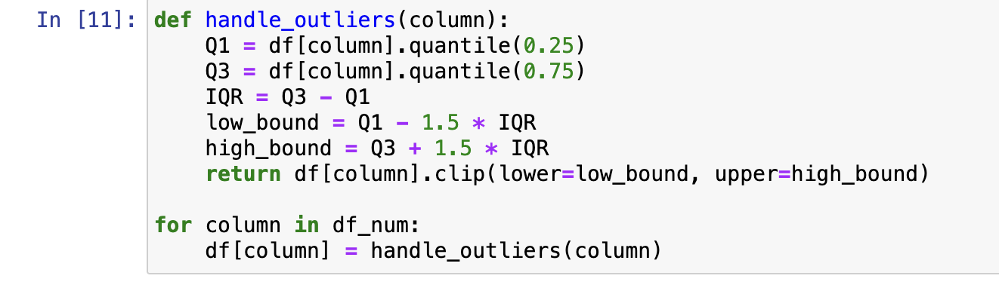 In [11]: def handle_outliers(column):
    Q1 = df[column].quantile(0.25)
    Q3 = df[column].quantile(0.75)
    IQR = Q3 - Q1
    low_bound = Q1 - 1.5 * IQR
    high_bound = Q3 + 1.5 * IQR
    return df[column].clip(lower=low_bound, upper=high_bound)

for column in df_num:
    df[column] = handle_outliers(column)